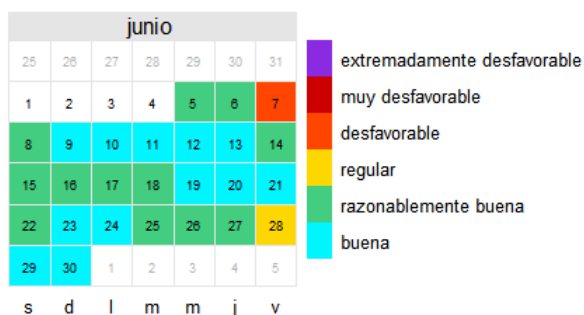 junio
25 26 27 28 29 30 31
1 2 3 4 5 6 7
8 9 10 11 12 13 14
15 16 17 18 19 20 21
22 23 24 25 26 27 28
29 30 1 2 3 4 5
s d l m m j v
extremadamente desfavorable
muy desfavorable
desfavorable
regular
razonablemente buena
buena